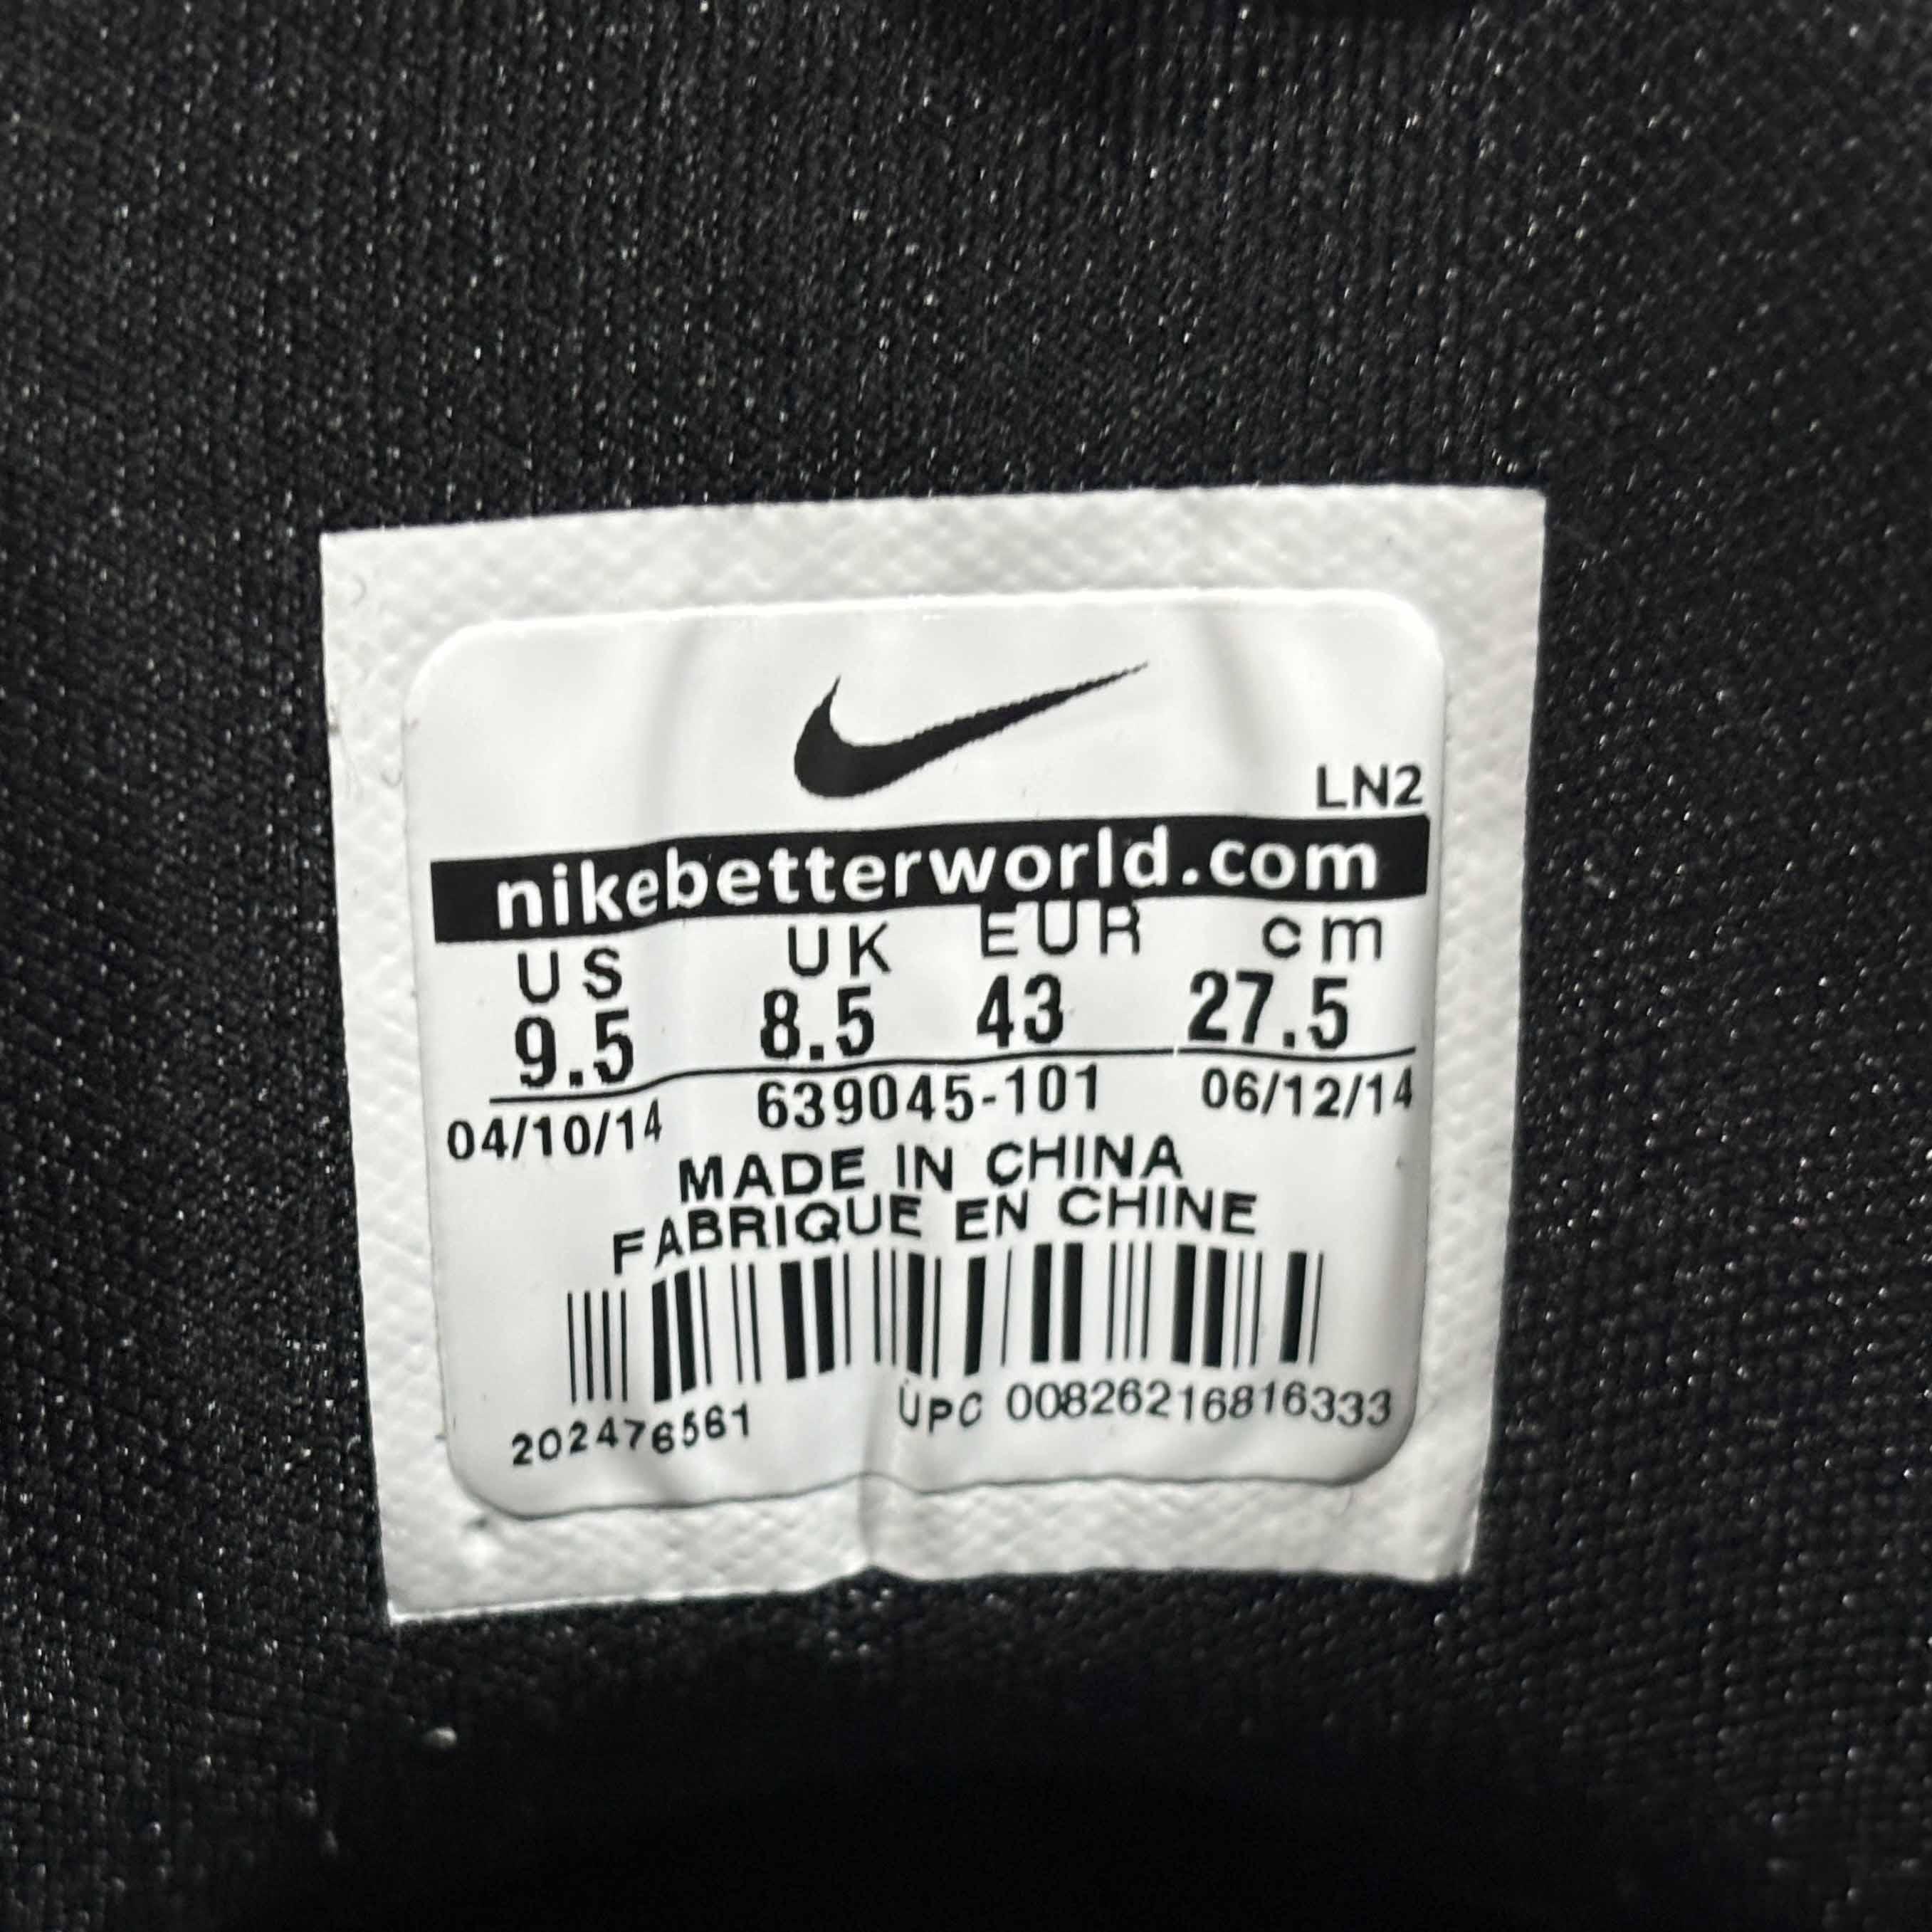 LN2
nikebetterworld.com
US UK EUR cm
9.5 8.5 43 27.5
04/10/14 639045-101 06/12/14
MADE IN CHINA
FABRIQUE EN CHINE
202476561 UPC 00826216816333